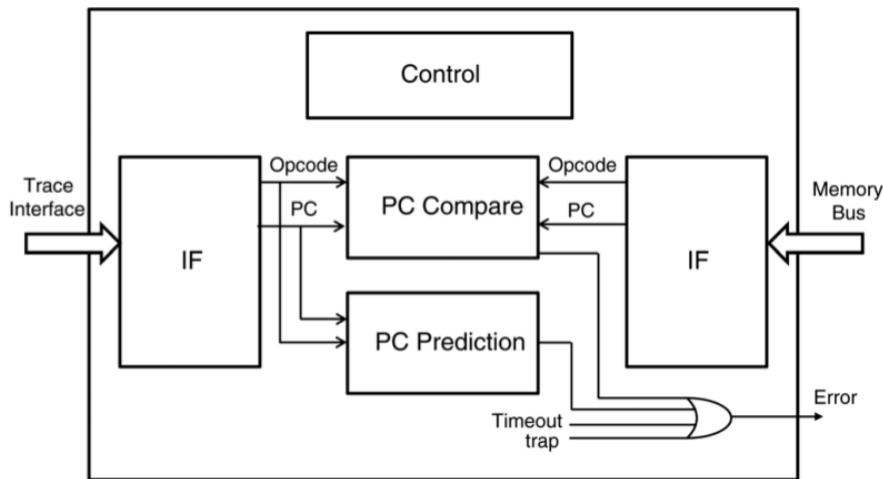 Control
Trace
Interface
IF
Opcode
PC
PC Compare
Opcode
PC
IF
Memory
Bus
PC Prediction
Timeout
trap
Error